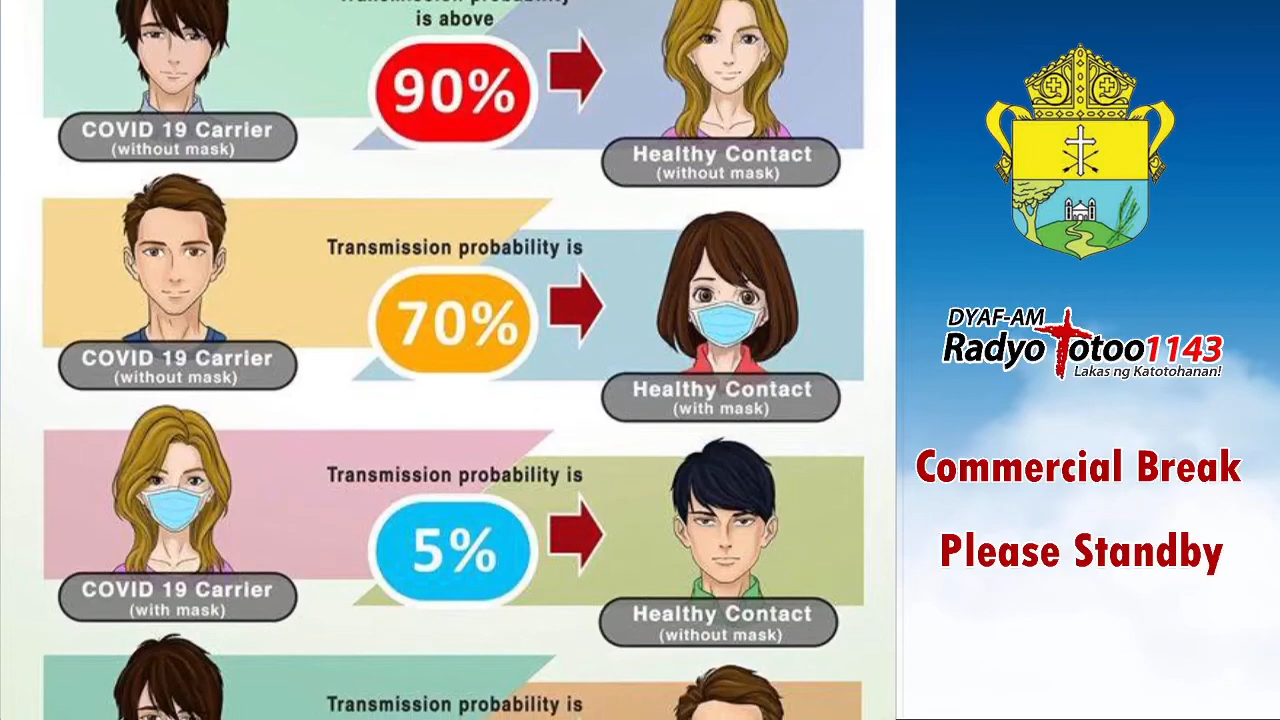 Transmission probability
is above
90%
COVID 19 Carrier
(without mask)
Healthy Contact
(without mask)
Transmission probability is
70%
COVID 19 Carrier
(without mask)
Healthy Contact
(with mask)
Transmission probability is
5%
COVID 19 Carrier
(with mask)
Healthy Contact
(without mask)
Transmission probability is
DYAF-AM
Radyo Totoo 1143
Lakas ng Katotohanan!
Commercial Break
Please Standby